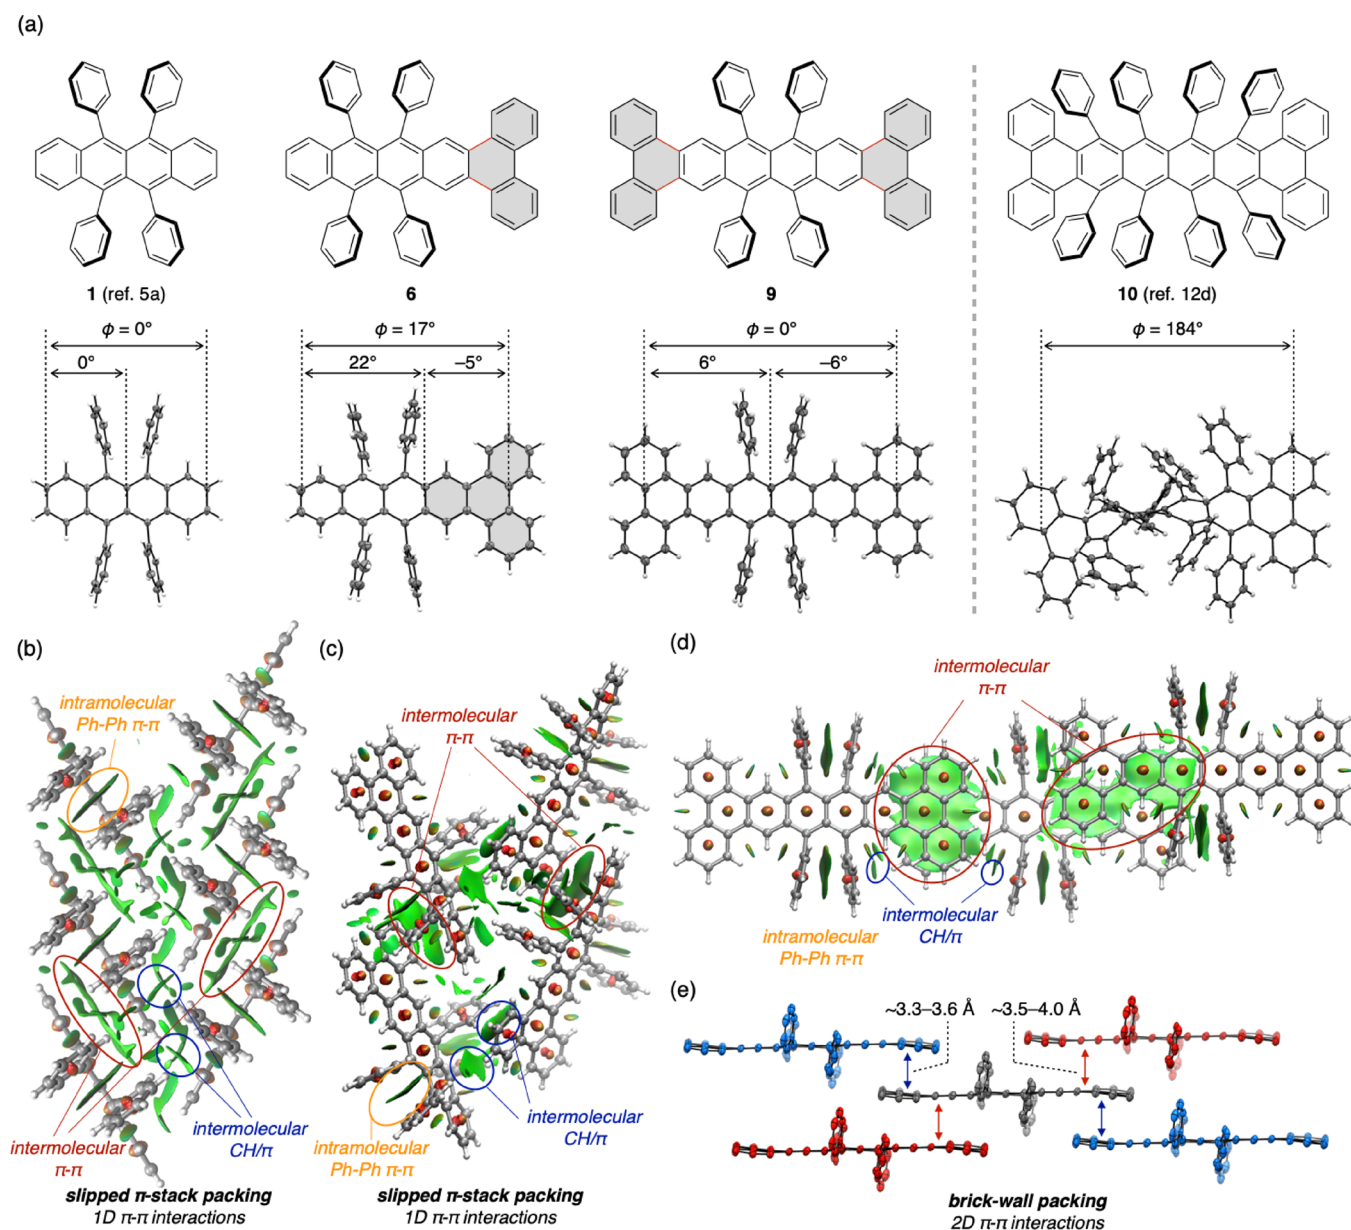 (a)
1 (ref. 5a)
6
9
10 (ref. 12d)
ϕ = 0°
0°
ϕ = 17°
22°
–5°
ϕ = 0°
6°
–6°
ϕ = 184°
(b)
intramolecular
Ph-Ph π-π
intermolecular
π-π
intermolecular
CH/π
slipped π-stack packing
1D π-π interactions
(c)
intermolecular
π-π
intermolecular
CH/π
intramolecular
Ph-Ph π-π
slipped π-stack packing
1D π-π interactions
(d)
intermolecular
π-π
intermolecular
CH/π
intramolecular
Ph-Ph π-π
(e)
~3.3–3.6 Å
~3.5–4.0 Å
brick-wall packing
2D π-π interactions